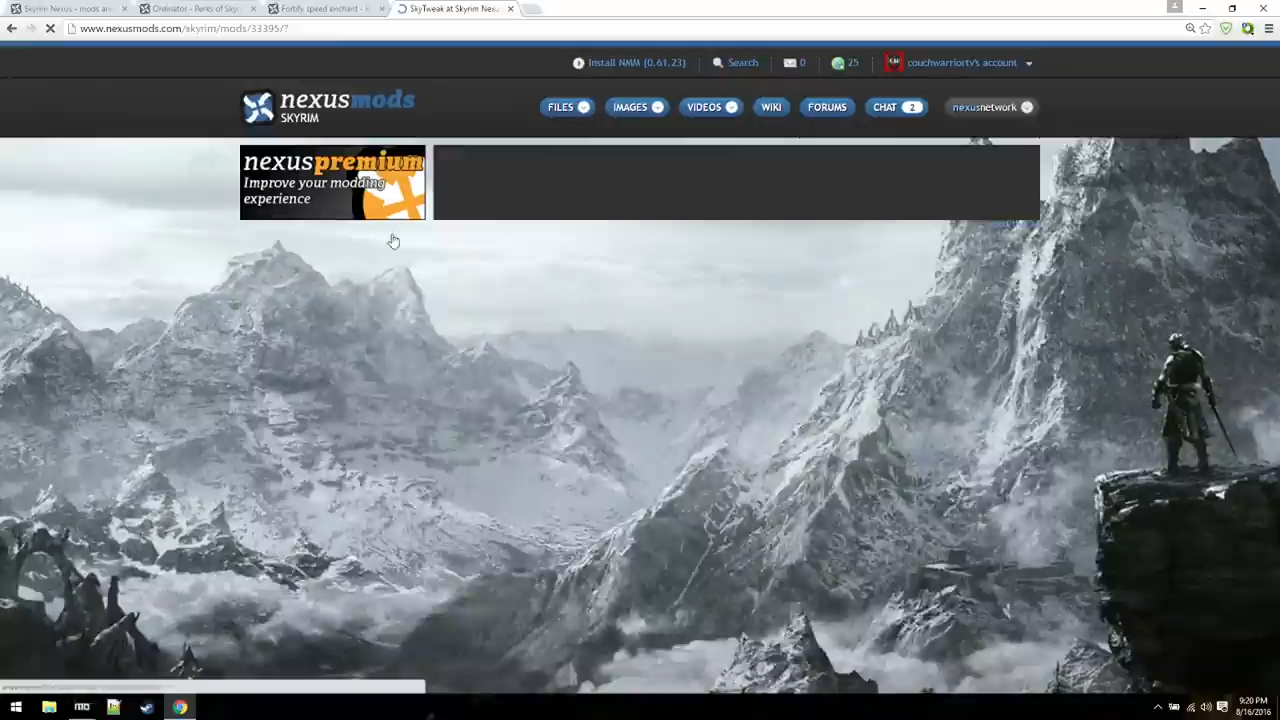 Skyrim Nexus - mods an
Ordinator - Perks of Sky
Fortify speed enchant - 
SkyTweak at Skyrim Nexu
www.nexusmods.com/skyrim/mods/33395/?
Install NMM (0.61.23)
Search
0
25
couchwarriortv's account
nexusmods
SKYRIM
FILES
IMAGES
VIDEOS
WIKI
FORUMS
CHAT 2
nexusnetwork
nexuspremium
Improve your modding
experience
9:20 PM
8/16/2016